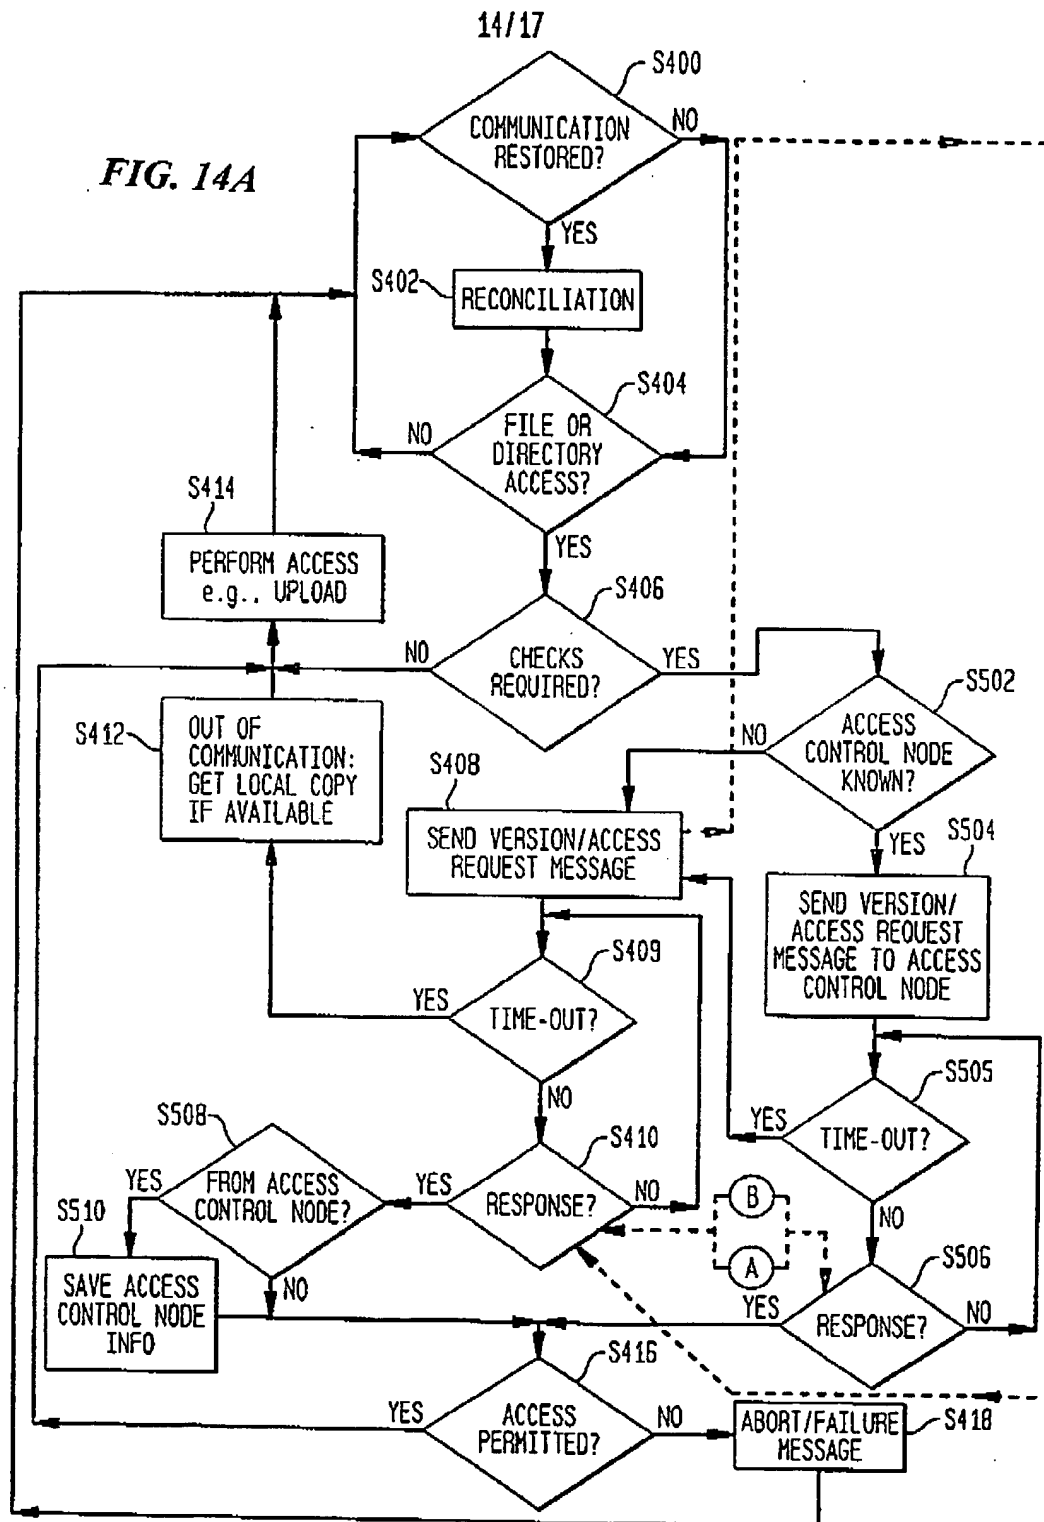 14/17
FIG. 14A
S400
COMMUNICATION
RESTORED?
NO
YES
S402
RECONCILIATION
S404
FILE OR
DIRECTORY
ACCESS?
NO
YES
S414
PERFORM ACCESS
e.g., UPLOAD
S406
CHECKS
REQUIRED?
NO
YES
S502
ACCESS
CONTROL NODE
KNOWN?
NO
YES
S412
OUT OF
COMMUNICATION:
GET LOCAL COPY
IF AVAILABLE
S408
SEND VERSION/ACCESS
REQUEST MESSAGE
S504
SEND VERSION/
ACCESS REQUEST
MESSAGE TO ACCESS
CONTROL NODE
S409
TIME-OUT?
YES
NO
S505
TIME-OUT?
YES
NO
S508
FROM ACCESS
CONTROL NODE?
YES
NO
S410
RESPONSE?
YES
NO
B
A
S506
RESPONSE?
YES
NO
S510
SAVE ACCESS
CONTROL NODE
INFO
S416
ACCESS
PERMITTED?
YES
NO
S418
ABORT/FAILURE
MESSAGE